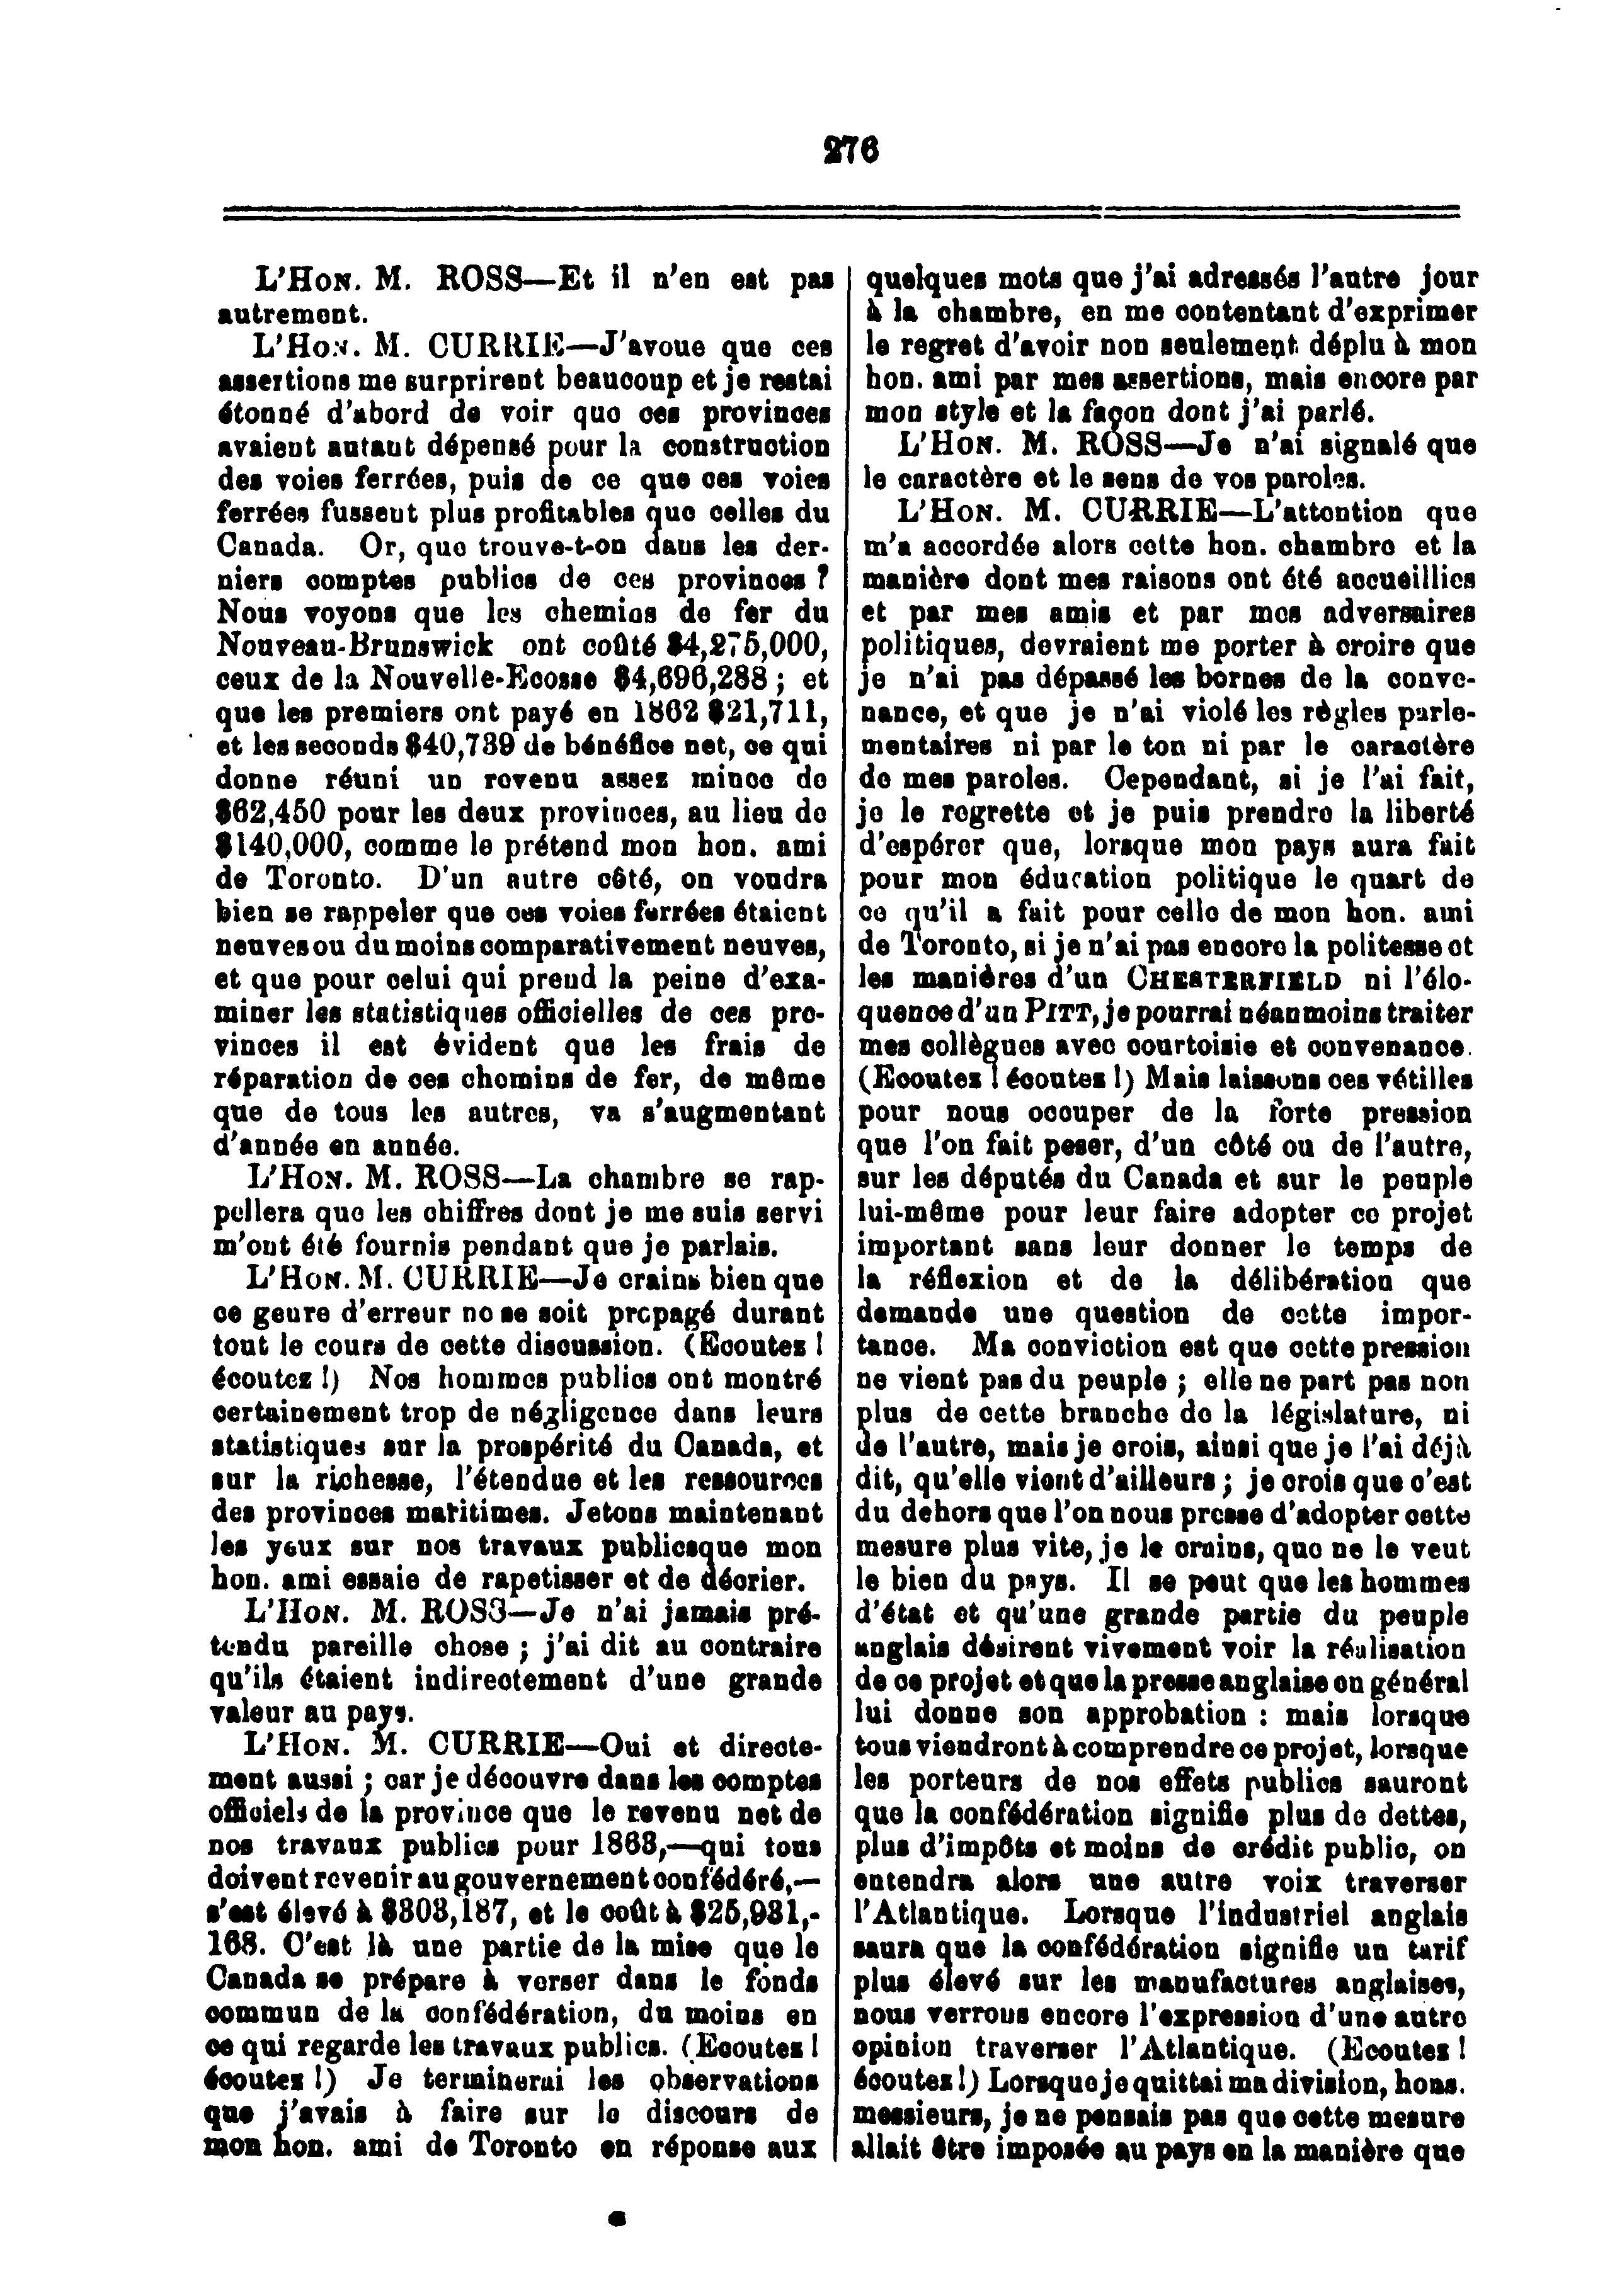 276
L'HON. M. ROSS—Et il n'en est pas
autrement.
L'HON. M. CURRIE—J'avoue que ces
assertions me surprirent beaucoup et je restai
étonné d'abord de voir que ces provinces
avaient autant dépensé pour la construction
des voies ferrées, puis de ce que ces voies
ferrées fussent plus profitables que celles du
Canada. Or, que trouve-t-on dans les der-
niers comptes publics de ces provinces ?
Nous voyons que les chemins de fer du
Nouveau-Brunswick ont coûté $4,275,000,
ceux de la Nouvelle-Ecosse $4,696,288 ; et
que les premiers ont payé en 1862 $21,711,
et les seconds $40,739 de bénéfice net, ce qui
donne réuni un revenu assez mince de
$62,450 pour les deux provinces, au lieu de
$140,000, comme le prétend mon hon. ami
de Toronto. D'un autre côté, on voudra
bien se rappeler que ces voies ferrées étaient
neuves ou du moins comparativement neuves,
et que pour celui qui prend la peine d'exa-
miner les statistiques officielles de ces pro-
vinces il est évident que les frais de
réparation de ces chemins de fer, de même
que de tous les autres, va s'augmentant
d'année en année.
L'HON. M. ROSS—La chambre se rap-
pellera que les chiffres dont je me suis servi
m'ont été fournis pendant que je parlais.
L'HON. M. CURRIE—Je crains bien que
ce genre d'erreur ne se soit propagé durant
tout le cours de cette discussion. (Ecoutez !
écoutez !) Nos hommes publics ont montré
certainement trop de négligence dans leurs
statistiques sur la prospérité du Canada, et
sur la richesse, l'étendue et les ressources
des provinces maritimes. Jetons maintenant
les yeux sur nos travaux publics que mon
hon. ami essaie de rapetisser et de décrier.
L'HON. M. ROSS—Je n'ai jamais pré-
tendu pareille chose ; j'ai dit au contraire
qu'ils étaient indirectement d'une grande
valeur au pays.
L'HON. M. CURRIE—Oui et directe-
ment aussi ; car je découvre dans les comptes
officiels de la province que le revenu net de
nos travaux publics pour 1863,—qui tous
doivent revenir au gouvernement confédéré,—
s'est élevé à $303,187, et le coût à $25,931,-
168. C'est là une partie de la mise que le
Canada se prépare à verser dans le fonds
commun de la confédération, du moins en
ce qui regarde les travaux publics. (Ecoutez !
écoutez !) Je terminerai les observations
que j'avais à faire sur le discours de
mon hon. ami de Toronto en réponse aux
quelques mots que j'ai adressés l'autre jour
à la chambre, en me contentant d'exprimer
le regret d'avoir non seulement déplu à mon
hon. ami par mes assertions, mais encore par
mon style et la façon dont j'ai parlé.
L'HON. M. ROSS—Je n'ai signalé que
le caractère et le sens de vos paroles.
L'HON. M. CURRIE—L'attention que
m'a accordée alors cette hon. chambre et la
manière dont mes raisons ont été accueillies
et par mes amis et par mes adversaires
politiques, devraient me porter à croire que
je n'ai pas dépassé les bornes de la conve-
nance, et que je n'ai violé les règles parle-
mentaires ni par le ton ni par le caractère
de mes paroles. Cependant, si je l'ai fait,
je le regrette et je puis prendre la liberté
d'espérer que, lorsque mon pays aura fait
pour mon éducation politique le quart de
ce qu'il a fait pour celle de mon hon. ami
de Toronto, si je n'ai pas encore la politesse et
les manières d'un CHESTERFIELD ni l'élo-
quence d'un PITT, je pourrai néanmoins traiter
mes collègues avec courtoisie et convenance.
(Ecoutez ! écoutez !) Mais laissons ces vétilles
pour nous occuper de la forte pression
que l'on fait peser, d'un côté ou de l'autre,
sur les députés du Canada et sur le peuple
lui-même pour leur faire adopter ce projet
important sans leur donner le temps de
la réflexion et de la délibération que
demande une question de cette impor-
tance. Ma conviction est que cette pression
ne vient pas du peuple ; elle ne part pas non
plus de cette branche de la législature, ni
de l'autre, mais je crois, ainsi que je l'ai déjà
dit, qu'elle vient d'ailleurs ; je crois que c'est
du dehors que l'on nous presse d'adopter cette
mesure plus vite, je le crains, que ne le veut
le bien du pays. Il se peut que les hommes
d'état et qu'une grande partie du peuple
anglais désirent vivement voir la réalisation
de ce projet et que la presse anglaise en général
lui donne son approbation : mais lorsque
tous viendront à comprendre ce projet, lorsque
les porteurs de nos effets publics sauront
que la confédération signifie plus de dettes,
plus d'impôts et moins de crédit public, on
entendra alors une autre voix traverser
l'Atlantique. Lorsque l'industriel anglais
saura que la confédération signifie un tarif
plus élevé sur les manufactures anglaises,
nous verrons encore l'expression d'une autre
opinion traverser l'Atlantique. (Ecoutez !
écoutez !) Lorsque je quittai ma division, hons.
messieurs, je ne pensais pas que cette mesure
allait être imposée au pays en la manière que